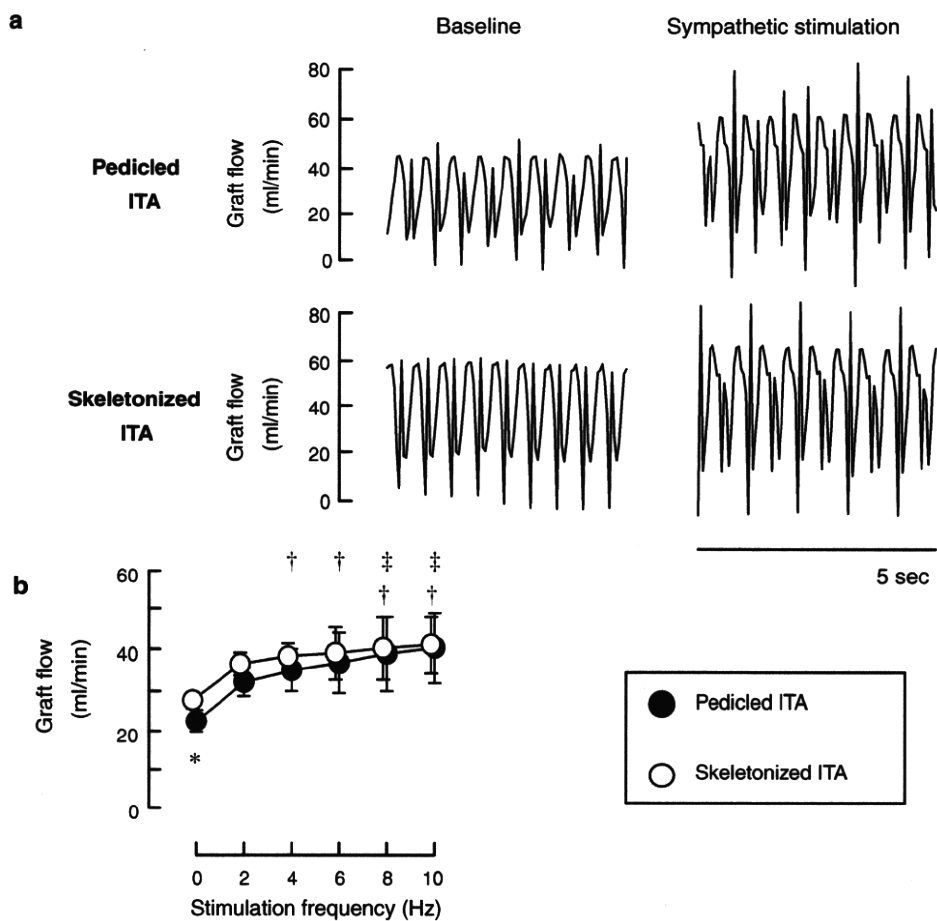 a
Baseline
Sympathetic stimulation
Pedicled
ITA
Graft flow
(ml/min)
80
60
40
20
0
Skeletonized
ITA
Graft flow
(ml/min)
80
60
40
20
0
5 sec
b
Graft flow
(ml/min)
60
40
20
0
† † ‡ ‡
† †
*
0 2 4 6 8 10
Stimulation frequency (Hz)
Pedicled ITA
Skeletonized ITA